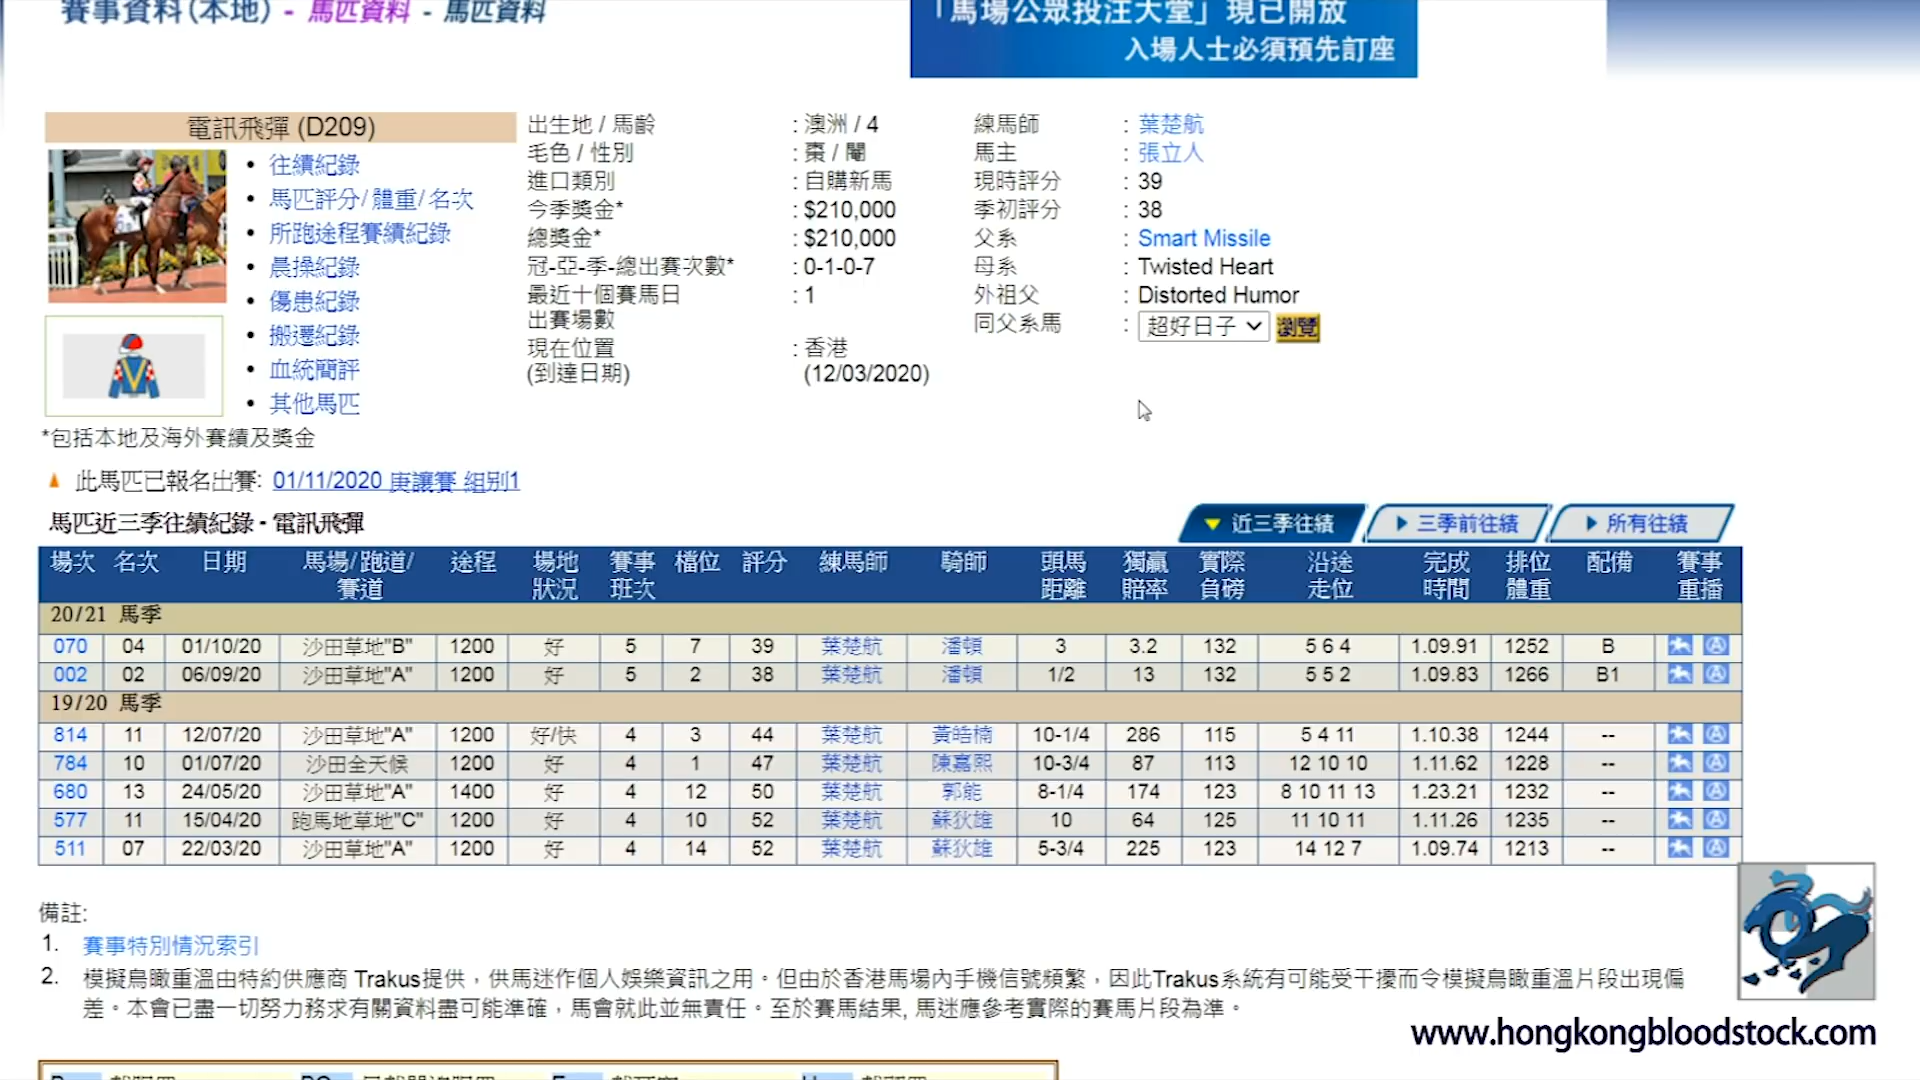 賽事資料(本地) - 馬匹資料 - 馬匹資料
「馬場公眾投注大堂」現已開放
入場人士必須預先訂座
電訊飛彈 (D209)
往績紀錄
馬匹評分/體重/名次
所跑途程賽績紀錄
晨操紀錄
傷患紀錄
搬遷紀錄
血統簡評
其他馬匹
出生地 / 馬齡 : 澳洲 / 4
毛色 / 性別 : 棗 / 閹
進口類別 : 自購新馬
今季獎金* : $210,000
總獎金* : $210,000
冠-亞-季-總出賽次數* : 0-1-0-7
最近十個賽馬日 : 1
出賽場數
現在位置 : 香港
(到達日期) (12/03/2020)
練馬師 : 葉楚航
馬主 : 張立人
現時評分 : 39
季初評分 : 38
父系 : Smart Missile
母系 : Twisted Heart
外祖父 : Distorted Humor
同父系馬 : 超好日子 瀏覽
*包括本地及海外賽績及獎金
此馬匹已報名出賽: 01/11/2020 庚讓賽 組别1
馬匹近三季往績紀錄 - 電訊飛彈
近三季往績 三季前往績 所有往績
場次 名次 日期 馬場/跑道/ 途程 場地 賽事 檔位 評分 練馬師 騎師 頭馬 獨贏 實際 沿途 完成 排位 配備 賽事
賽道 狀況 班次 距離 賠率 負磅 走位 時間 體重 重播
20/21 馬季
070 04 01/10/20 沙田草地"B" 1200 好 5 7 39 葉楚航 潘頓 3 3.2 132 5 6 4 1.09.91 1252 B
002 02 06/09/20 沙田草地"A" 1200 好 5 2 38 葉楚航 潘頓 1/2 13 132 5 5 2 1.09.83 1266 B1
19/20 馬季
814 11 12/07/20 沙田草地"A" 1200 好/快 4 3 44 葉楚航 黃皓楠 10-1/4 286 115 5 4 11 1.10.38 1244 --
784 10 01/07/20 沙田全天候 1200 好 4 1 47 葉楚航 陳嘉熙 10-3/4 87 113 12 10 10 1.11.62 1228 --
680 13 24/05/20 沙田草地"A" 1400 好 4 12 50 葉楚航 郭能 8-1/4 174 123 8 10 11 13 1.23.21 1232 --
577 11 15/04/20 跑馬地草地"C" 1200 好 4 10 52 葉楚航 蘇狄雄 10 64 125 11 10 11 1.11.26 1235 --
511 07 22/03/20 沙田草地"A" 1200 好 4 14 52 葉楚航 蘇狄雄 5-3/4 225 123 14 12 7 1.09.74 1213 --
備註:
1. 賽事特別情況索引
2. 模擬鳥瞰重溫由特約供應商 Trakus提供，供馬迷作個人娛樂資訊之用。但由於香港馬場內手機信號頻繁，因此Trakus系統有可能受干擾而令模擬鳥瞰重溫片段出現偏
差。本會已盡一切努力務求有關資料盡可能準確，馬會就此並無責任。至於賽馬結果, 馬迷應參考實際的賽馬片段為準。
www.hongkongbloodstock.com